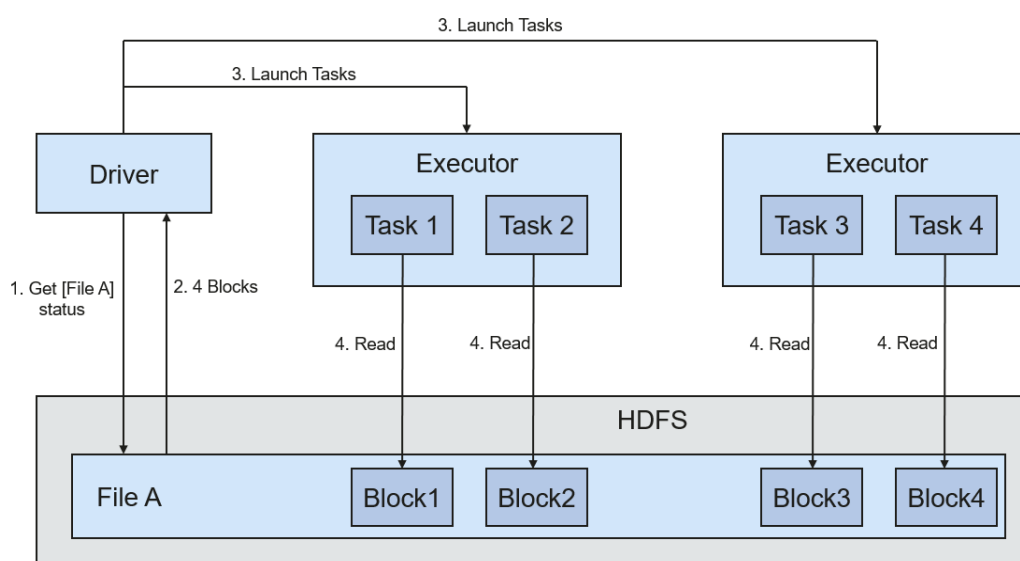 3. Launch Tasks
3. Launch Tasks
Driver
Executor
Executor
Task 1
Task 2
Task 3
Task 4
1. Get [File A]
status
2. 4 Blocks
4. Read
4. Read
4. Read
4. Read
HDFS
File A
Block1
Block2
Block3
Block4